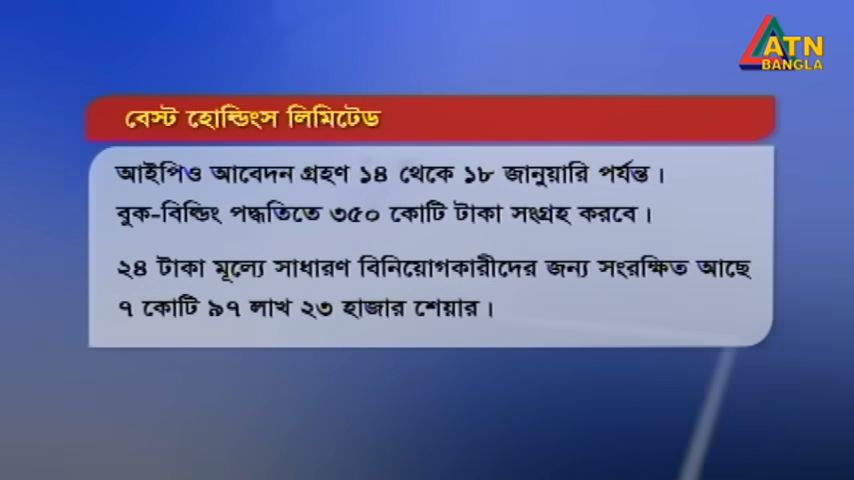 ATN
BANGLA
বেস্ট হোল্ডিংস লিমিটেড
আইপিও আবেদন গ্রহণ ১৪ থেকে ১৮ জানুয়ারি পর্যন্ত।
বুক-বিল্ডিং পদ্ধতিতে ৩৫০ কোটি টাকা সংগ্রহ করবে।
২৪ টাকা মূল্যে সাধারণ বিনিয়োগকারীদের জন্য সংরক্ষিত আছে
৭ কোটি ৯৭ লাখ ২৩ হাজার শেয়ার।